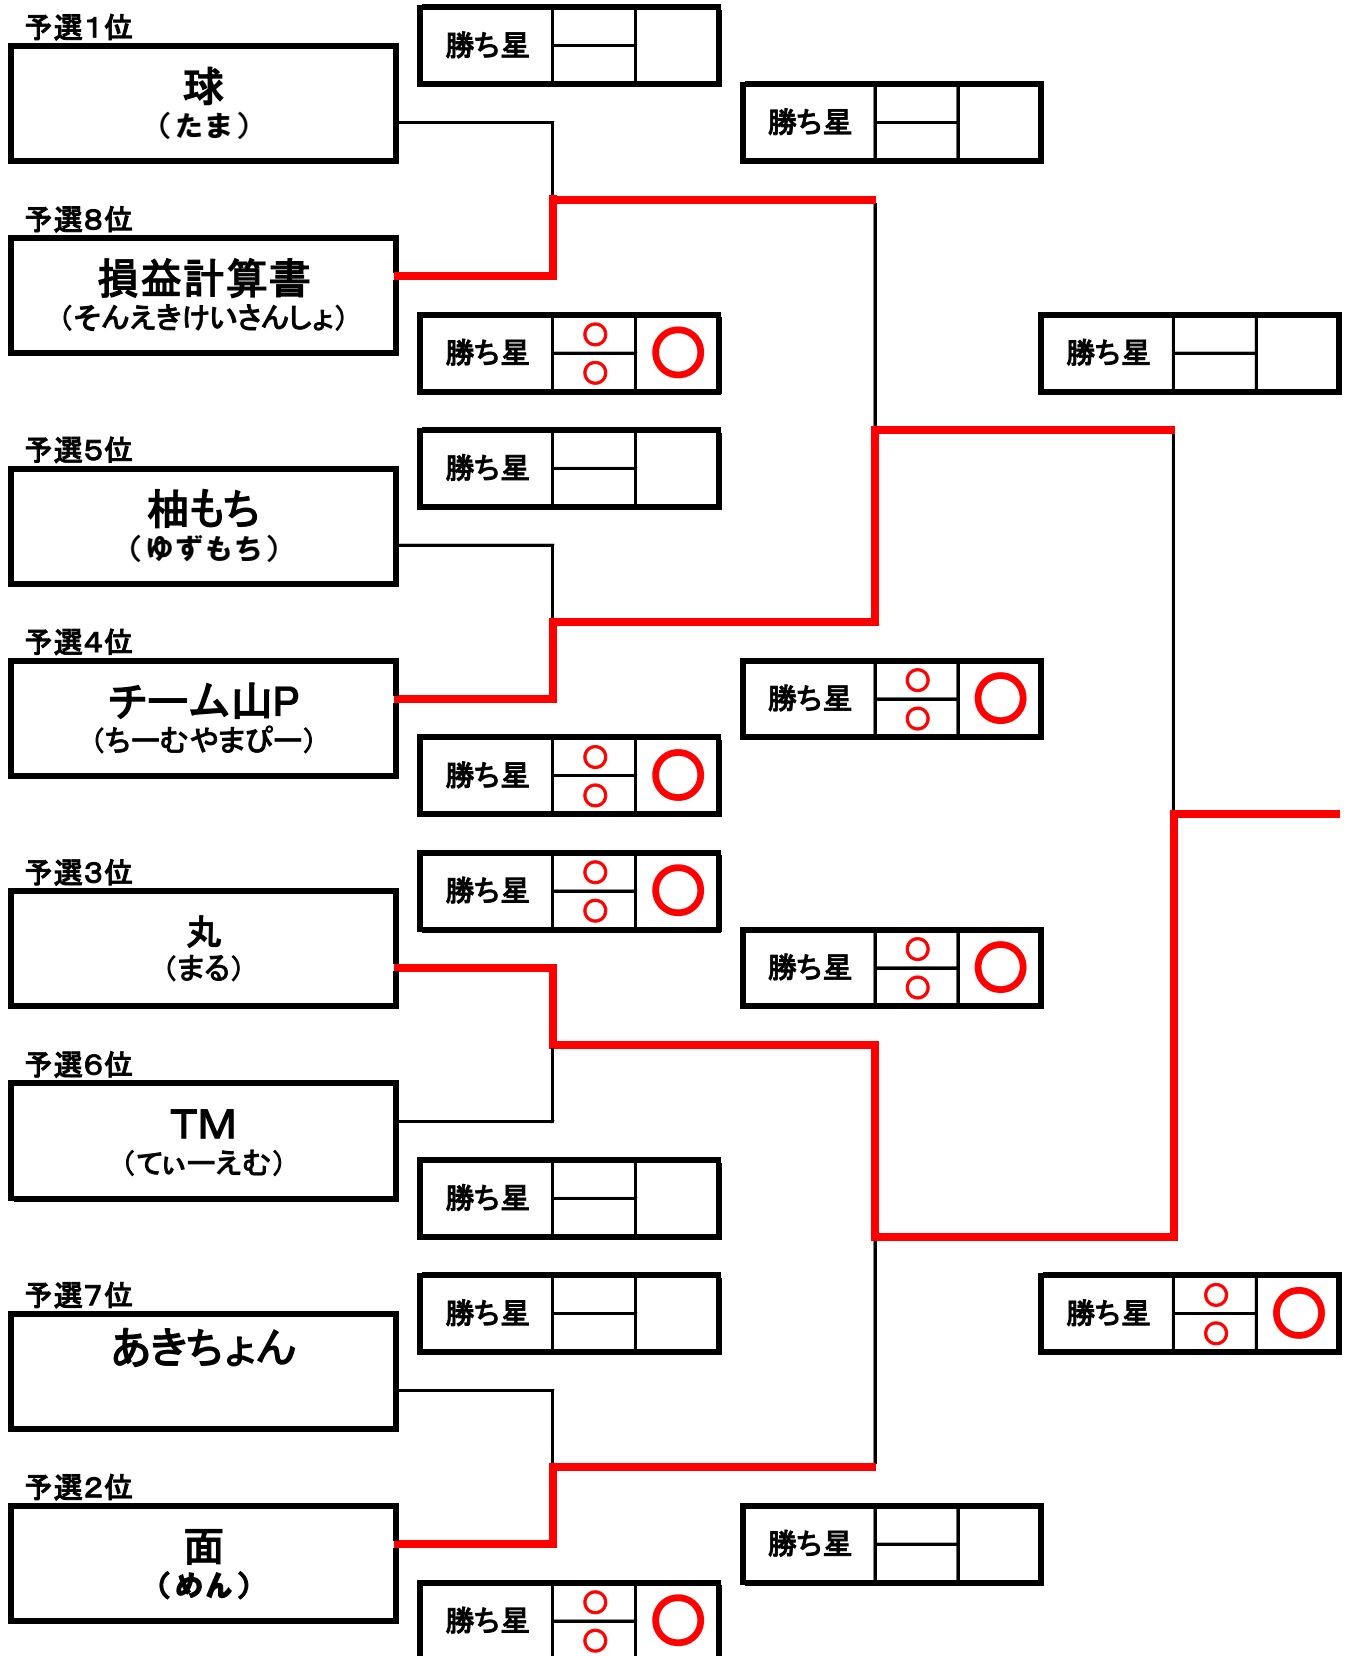 予選1位
勝ち星
球
（たま）
勝ち星
予選8位
損益計算書
（そんえきけいさんしょ）
勝ち星 ○ ○ ○
勝ち星
予選5位
勝ち星
柚もち
（ゆずもち）
予選4位
チーム山P
（ちーむやまぴー）
勝ち星 ○ ○ ○
勝ち星 ○ ○ ○
予選3位
勝ち星 ○ ○ ○
丸
（まる）
勝ち星 ○ ○ ○
予選6位
TM
（てぃーえむ）
勝ち星
予選7位
勝ち星
あきちょん
勝ち星 ○ ○ ○
予選2位
面
（めん）
勝ち星
勝ち星 ○ ○ ○